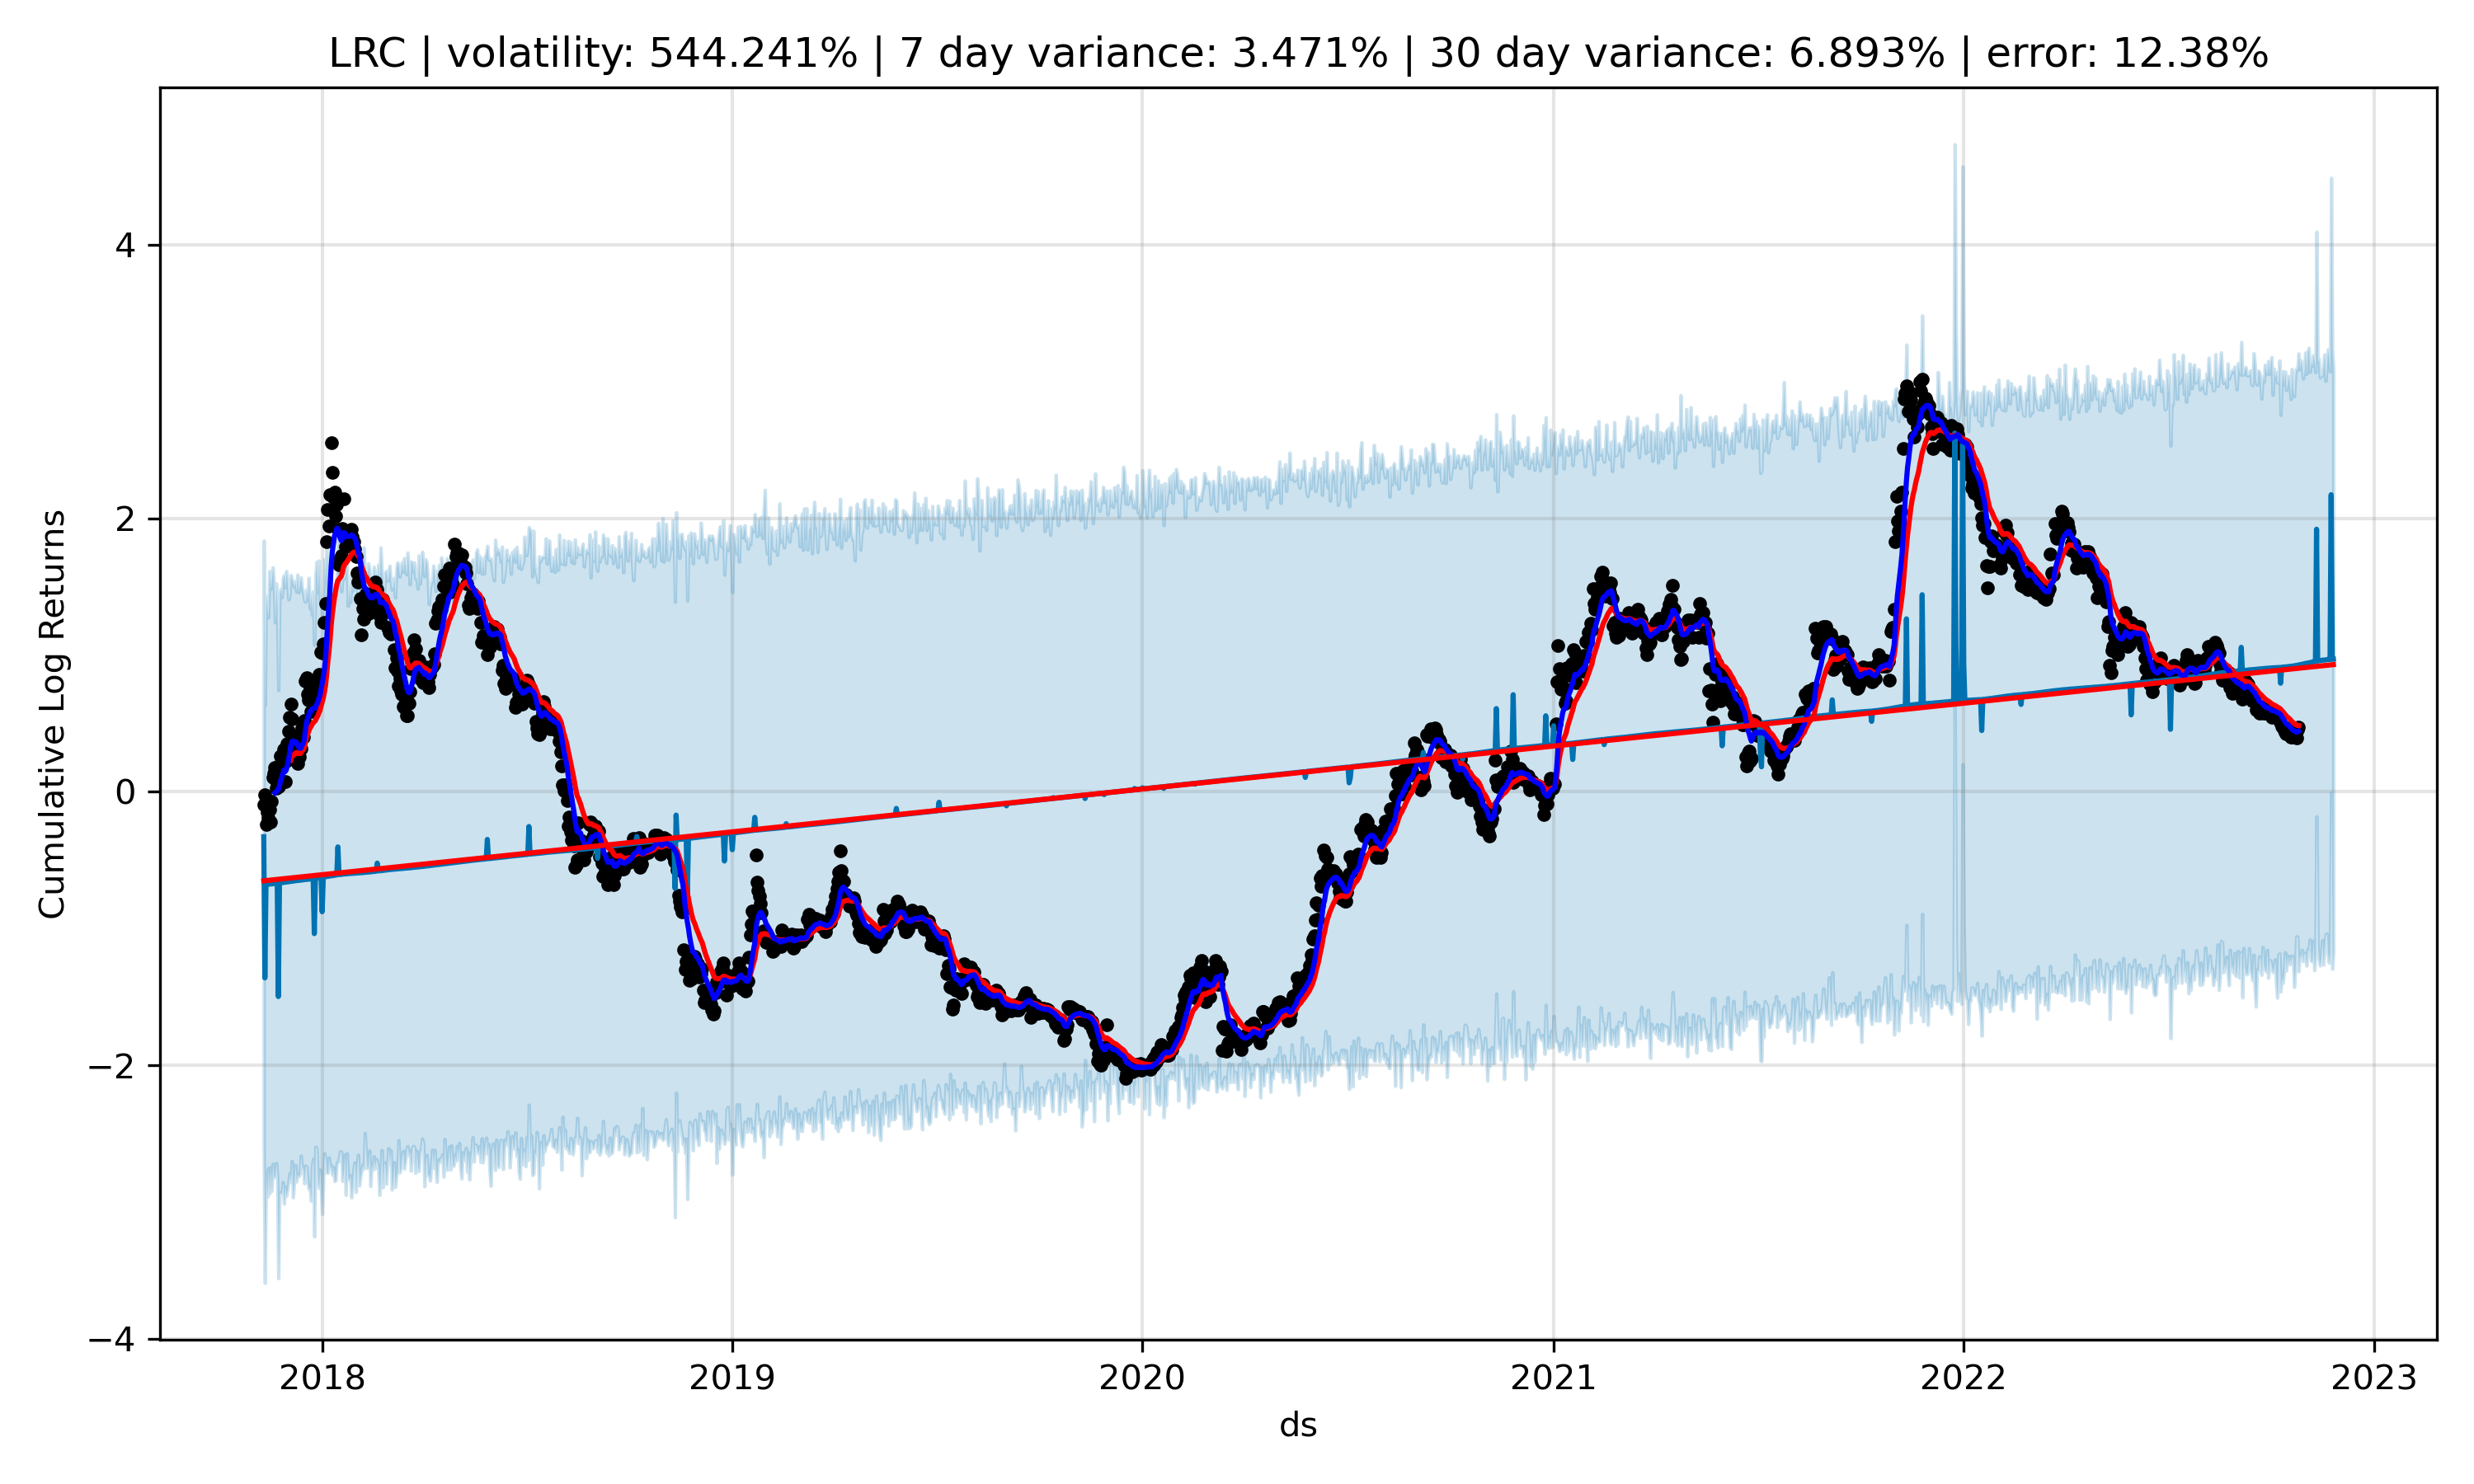 LRC | volatility: 544.241% | 7 day variance: 3.471% | 30 day variance: 6.893% | error: 12.38%
Cumulative Log Returns
4
2
0
−2
−4
2018 2019 2020 2021 2022 2023
ds